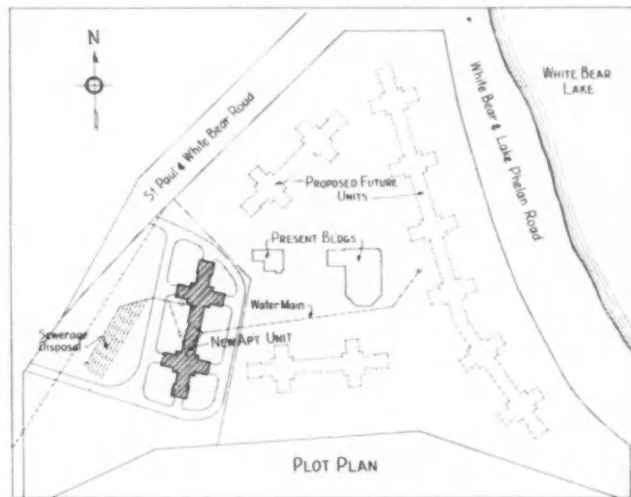 N
WHITE BEAR
LAKE
St Paul & White Bear Road
White Bear & Lake Phelan Road
PROPOSED FUTURE
UNITS
PRESENT BLDGS
Water Main
Sewerage
Disposal
NEW APT UNIT
PLOT PLAN